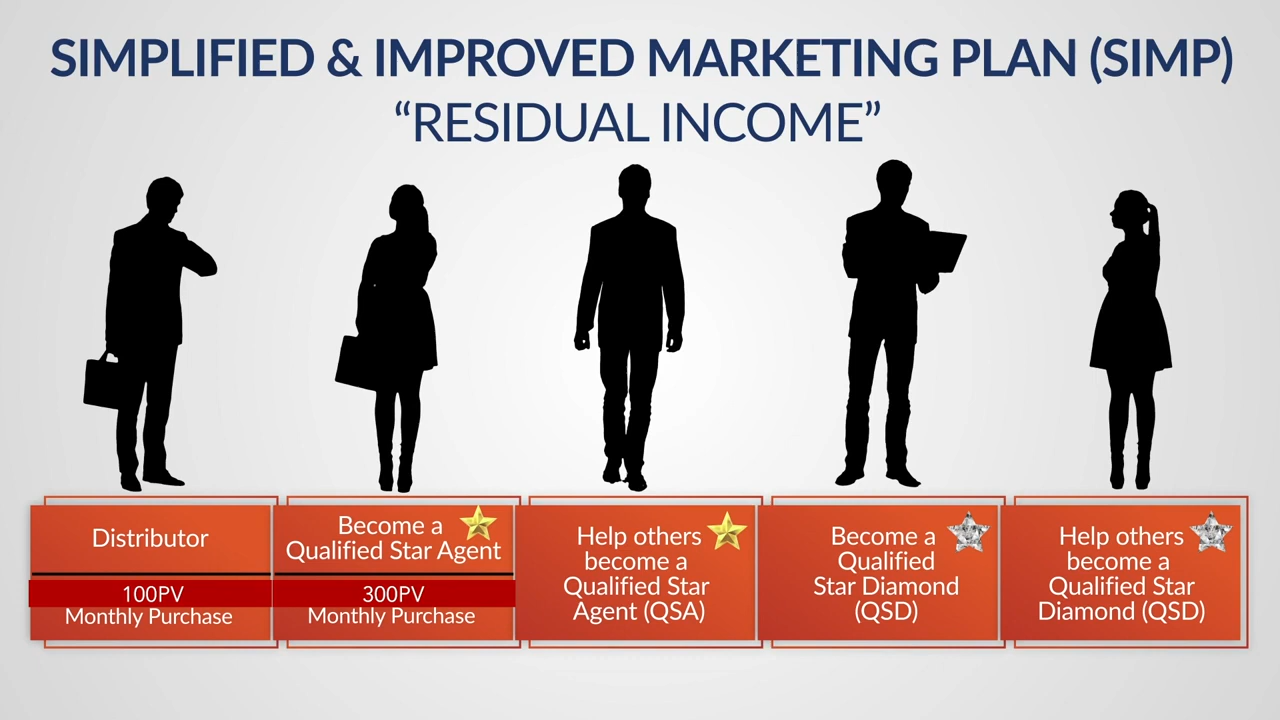 SIMPLIFIED & IMPROVED MARKETING PLAN (SIMP)
“RESIDUAL INCOME”
Distributor
100PV
Monthly Purchase
Become a
Qualified Star Agent
300PV
Monthly Purchase
Help others
become a
Qualified Star
Agent (QSA)
Become a
Qualified
Star Diamond
(QSD)
Help others
become a
Qualified Star
Diamond (QSD)